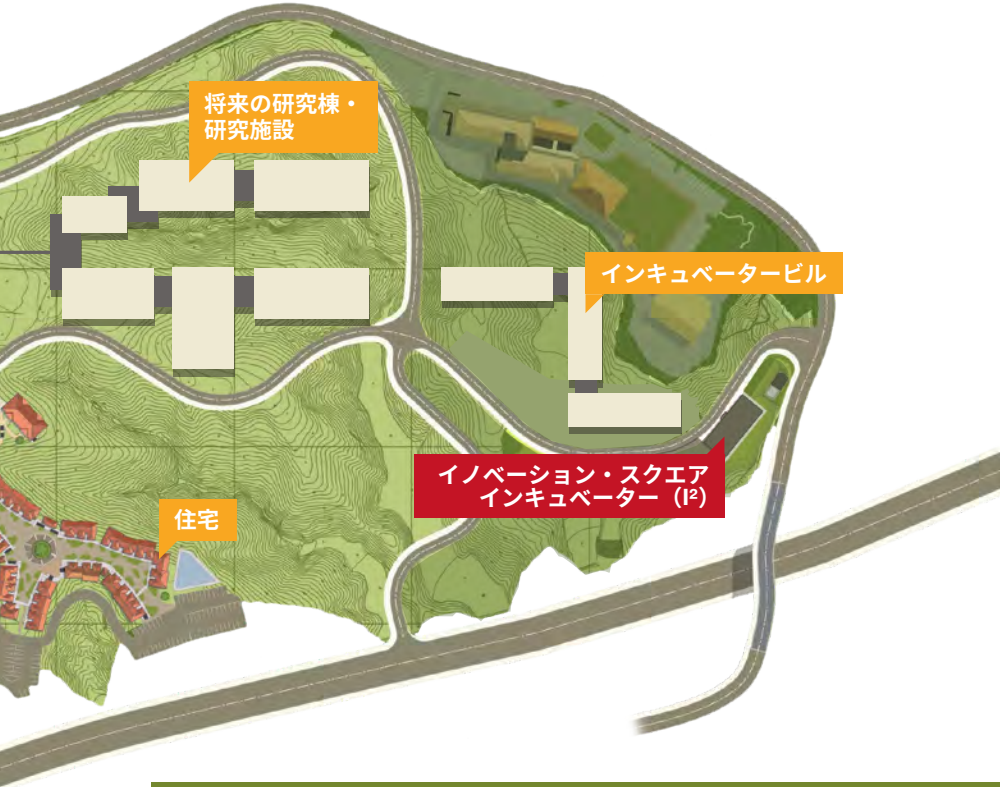 将来の研究棟・
研究施設
インキュベータービル
イノベーション・スクエア
インキュベーター（I²）
住宅